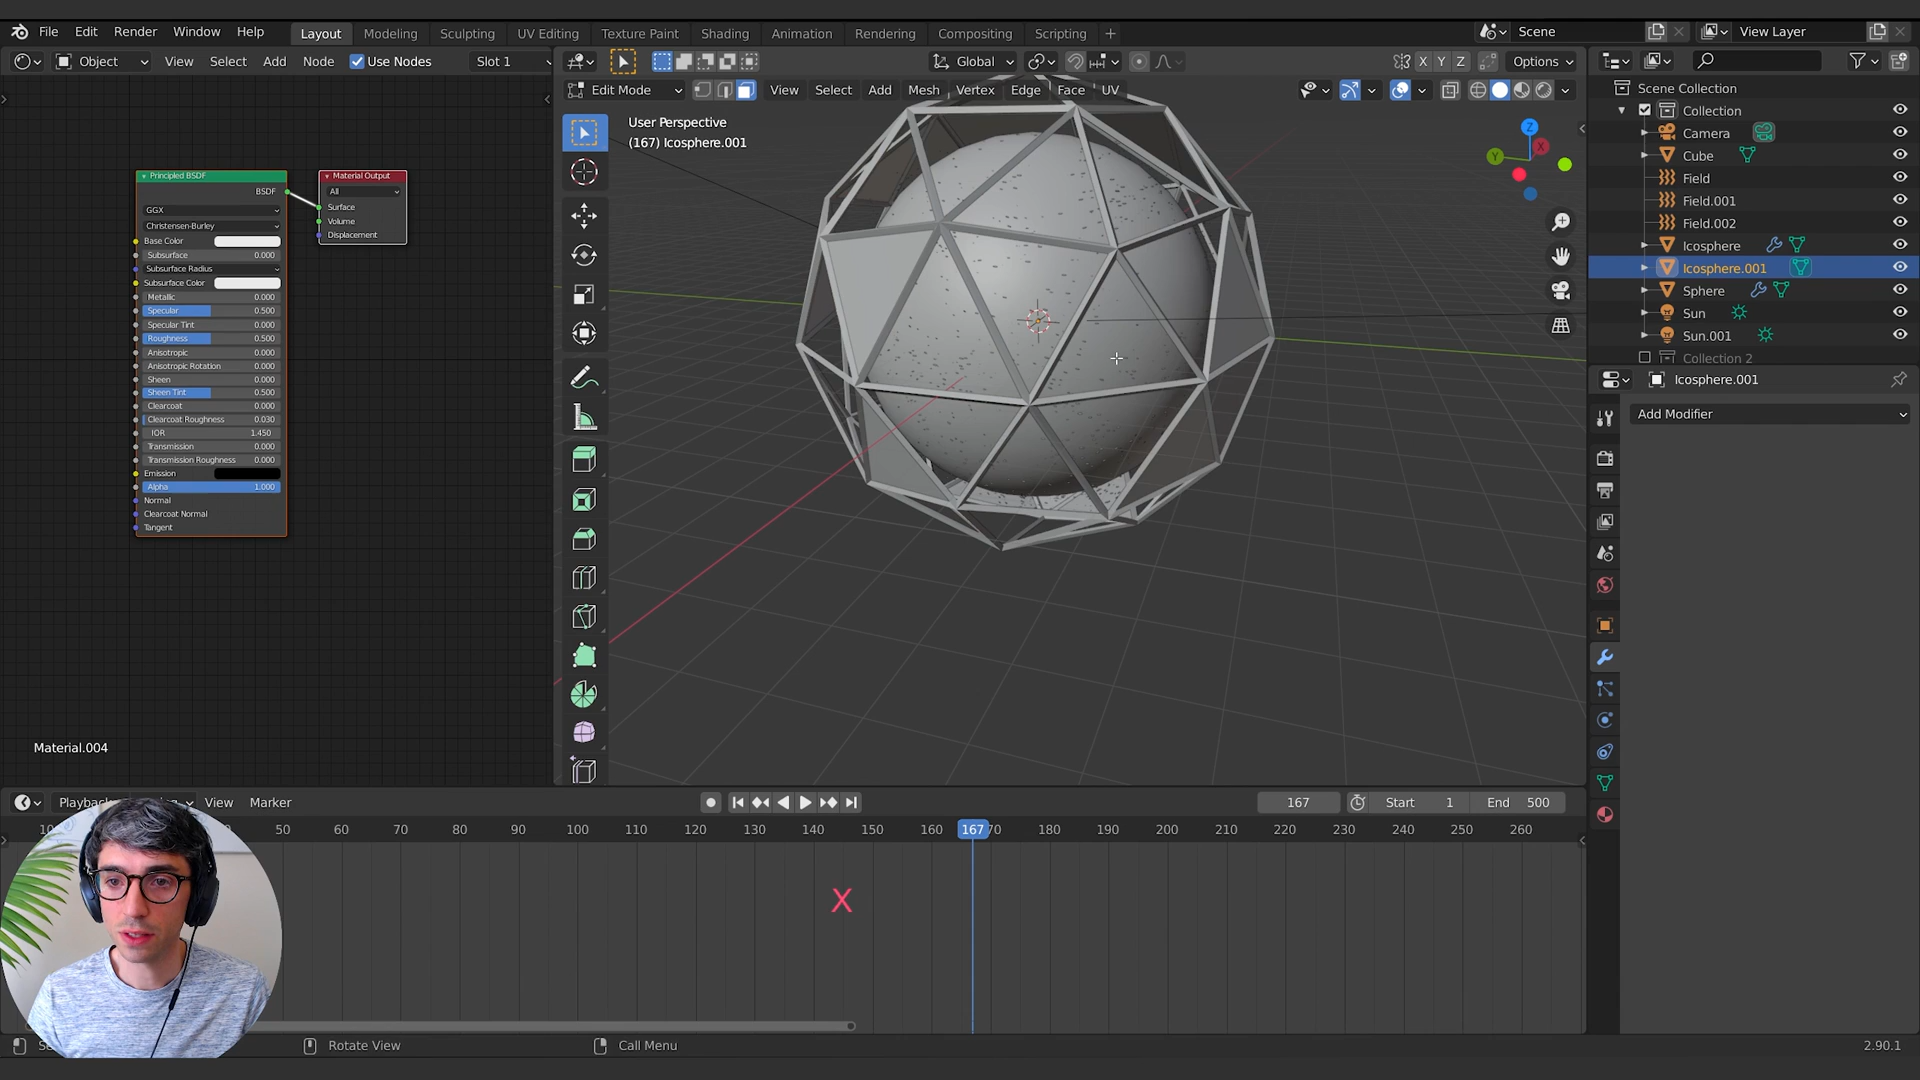 File Edit Render Window Help Layout Modeling Sculpting UV Editing Texture Paint Shading Animation Rendering Compositing Scripting + Scene View Layer
Object View Select Add Node Use Nodes Slot 1 Global X Y Z Options
Edit Mode View Select Add Mesh Vertex Edge Face UV
User Perspective
(167) Icosphere.001
Z
Y
X
Principled BSDF
BSDF
GGX
Christensen-Burley
Base Color
Subsurface 0.000
Subsurface Radius
Subsurface Color
Metallic 0.000
Specular 0.500
Specular Tint 0.000
Roughness 0.500
Anisotropic 0.000
Anisotropic Rotation 0.000
Sheen 0.000
Sheen Tint 0.500
Clearcoat 0.000
Clearcoat Roughness 0.030
IOR 1.450
Transmission 0.000
Transmission Roughness 0.000
Emission
Alpha 1.000
Normal
Clearcoat Normal
Tangent
Material Output
All
Surface
Volume
Displacement
Material.004
Scene Collection
Collection
Camera
Cube
Field
Field.001
Field.002
Icosphere
Icosphere.001
Sphere
Sun
Sun.001
Collection 2
Icosphere.001
Add Modifier
View Marker 167 Start 1 End 500
50 60 70 80 90 100 110 120 130 140 150 160 167 70 180 190 200 210 220 230 240 250 260
X
Rotate View Call Menu 2.90.1